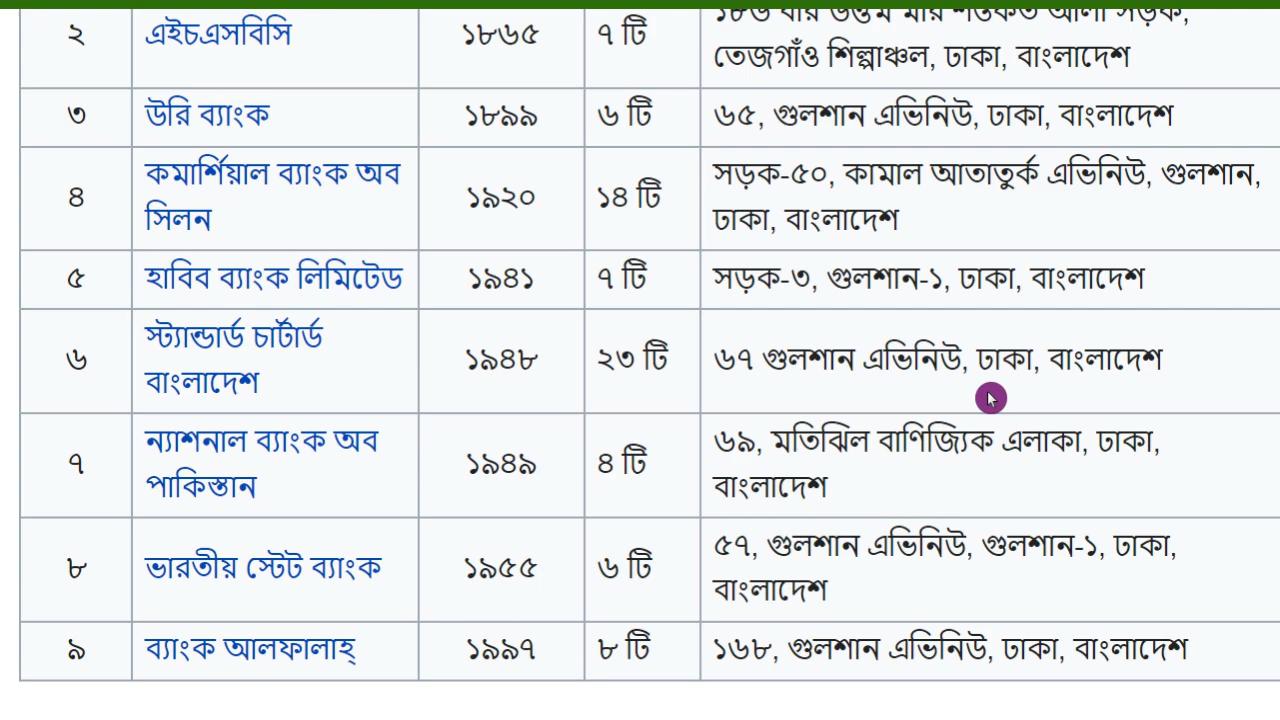 ২ এইচএসবিসি ১৮৬৫ ৭ টি
তেজগাঁও শিল্পাঞ্চল, ঢাকা, বাংলাদেশ
৩ উরি ব্যাংক ১৮৯৯ ৬ টি ৬৫, গুলশান এভিনিউ, ঢাকা, বাংলাদেশ
৪ কমার্শিয়াল ব্যাংক অব সিলন ১৯২০ ১৪ টি সড়ক-৫০, কামাল আতাতুর্ক এভিনিউ, গুলশান,
ঢাকা, বাংলাদেশ
৫ হাবিব ব্যাংক লিমিটেড ১৯৪১ ৭ টি সড়ক-৩, গুলশান-১, ঢাকা, বাংলাদেশ
৬ স্ট্যান্ডার্ড চার্টার্ড
বাংলাদেশ ১৯৪৮ ২৩ টি ৬৭ গুলশান এভিনিউ, ঢাকা, বাংলাদেশ
৭ ন্যাশনাল ব্যাংক অব
পাকিস্তান ১৯৪৯ ৪ টি ৬৯, মতিঝিল বাণিজ্যিক এলাকা, ঢাকা,
বাংলাদেশ
৮ ভারতীয় স্টেট ব্যাংক ১৯৫৫ ৬ টি ৫৭, গুলশান এভিনিউ, গুলশান-১, ঢাকা,
বাংলাদেশ
৯ ব্যাংক আলফালাহ্ ১৯৯৭ ৮ টি ১৬৮, গুলশান এভিনিউ, ঢাকা, বাংলাদেশ